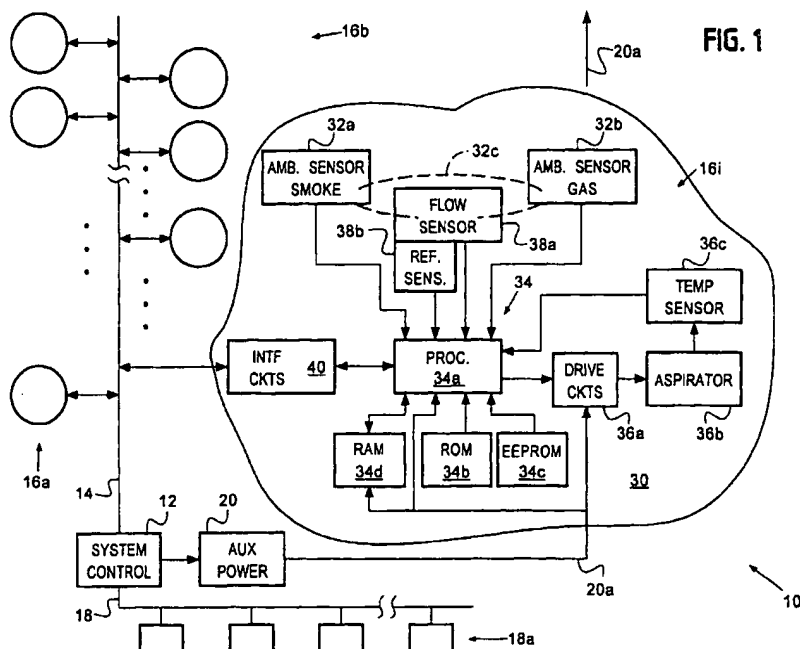 FIG. 1
16b
20a
32a
32b
32c
16i
AMB. SENSOR
SMOKE
AMB. SENSOR
GAS
FLOW
SENSOR
38b
38a
REF.
SENS.
34
36c
TEMP
SENSOR
INTF
CKTS
40
PROC.
34a
DRIVE
CKTS
ASPIRATOR
36a
36b
RAM
34d
ROM
34b
EEPROM
34c
30
16a
14
12
20
SYSTEM
CONTROL
AUX
POWER
20a
10
18
18a